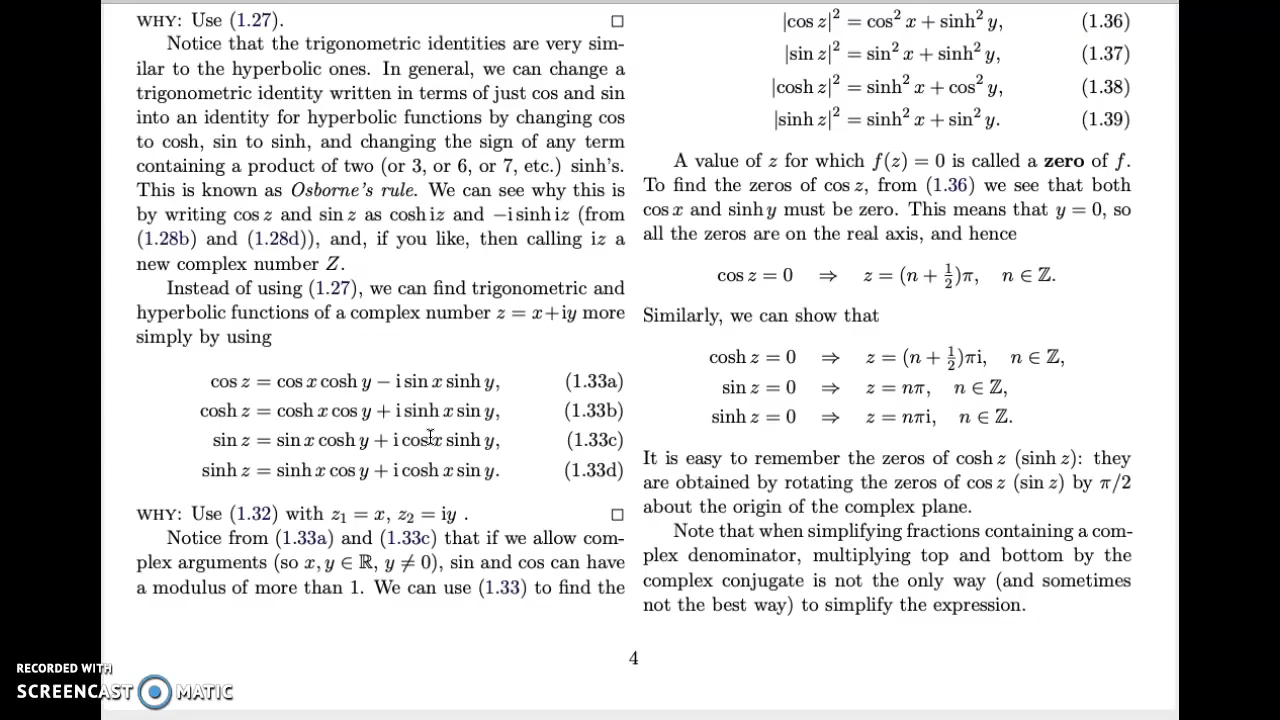 WHY: Use (1.27). □
Notice that the trigonometric identities are very sim-
ilar to the hyperbolic ones. In general, we can change a
trigonometric identity written in terms of just cos and sin
into an identity for hyperbolic functions by changing cos
to cosh, sin to sinh, and changing the sign of any term
containing a product of two (or 3, or 6, or 7, etc.) sinh's.
This is known as Osborne's rule. We can see why this is
by writing cos z and sin z as cosh iz and −i sinh iz (from
(1.28b) and (1.28d)), and, if you like, then calling iz a
new complex number Z.
Instead of using (1.27), we can find trigonometric and
hyperbolic functions of a complex number z = x+iy more
simply by using
cos z = cos x cosh y − i sin x sinh y, (1.33a)
cosh z = cosh x cos y + i sinh x sin y, (1.33b)
sin z = sin x cosh y + i cos x sinh y, (1.33c)
sinh z = sinh x cos y + i cosh x sin y. (1.33d)
WHY: Use (1.32) with z₁ = x, z₂ = iy . □
Notice from (1.33a) and (1.33c) that if we allow com-
plex arguments (so x, y ∈ ℝ, y ≠ 0), sin and cos can have
a modulus of more than 1. We can use (1.33) to find the
|cos z|² = cos² x + sinh² y, (1.36)
|sin z|² = sin² x + sinh² y, (1.37)
|cosh z|² = sinh² x + cos² y, (1.38)
|sinh z|² = sinh² x + sin² y. (1.39)
A value of z for which f(z) = 0 is called a zero of f.
To find the zeros of cos z, from (1.36) we see that both
cos x and sinh y must be zero. This means that y = 0, so
all the zeros are on the real axis, and hence
cos z = 0 ⇒ z = (n + ½)π, n ∈ ℤ.
Similarly, we can show that
cosh z = 0 ⇒ z = (n + ½)πi, n ∈ ℤ,
sin z = 0 ⇒ z = nπ, n ∈ ℤ,
sinh z = 0 ⇒ z = nπi, n ∈ ℤ.
It is easy to remember the zeros of cosh z (sinh z): they
are obtained by rotating the zeros of cos z (sin z) by π/2
about the origin of the complex plane.
Note that when simplifying fractions containing a com-
plex denominator, multiplying top and bottom by the
complex conjugate is not the only way (and sometimes
not the best way) to simplify the expression.
4
RECORDED WITH
SCREENCAST MATIC